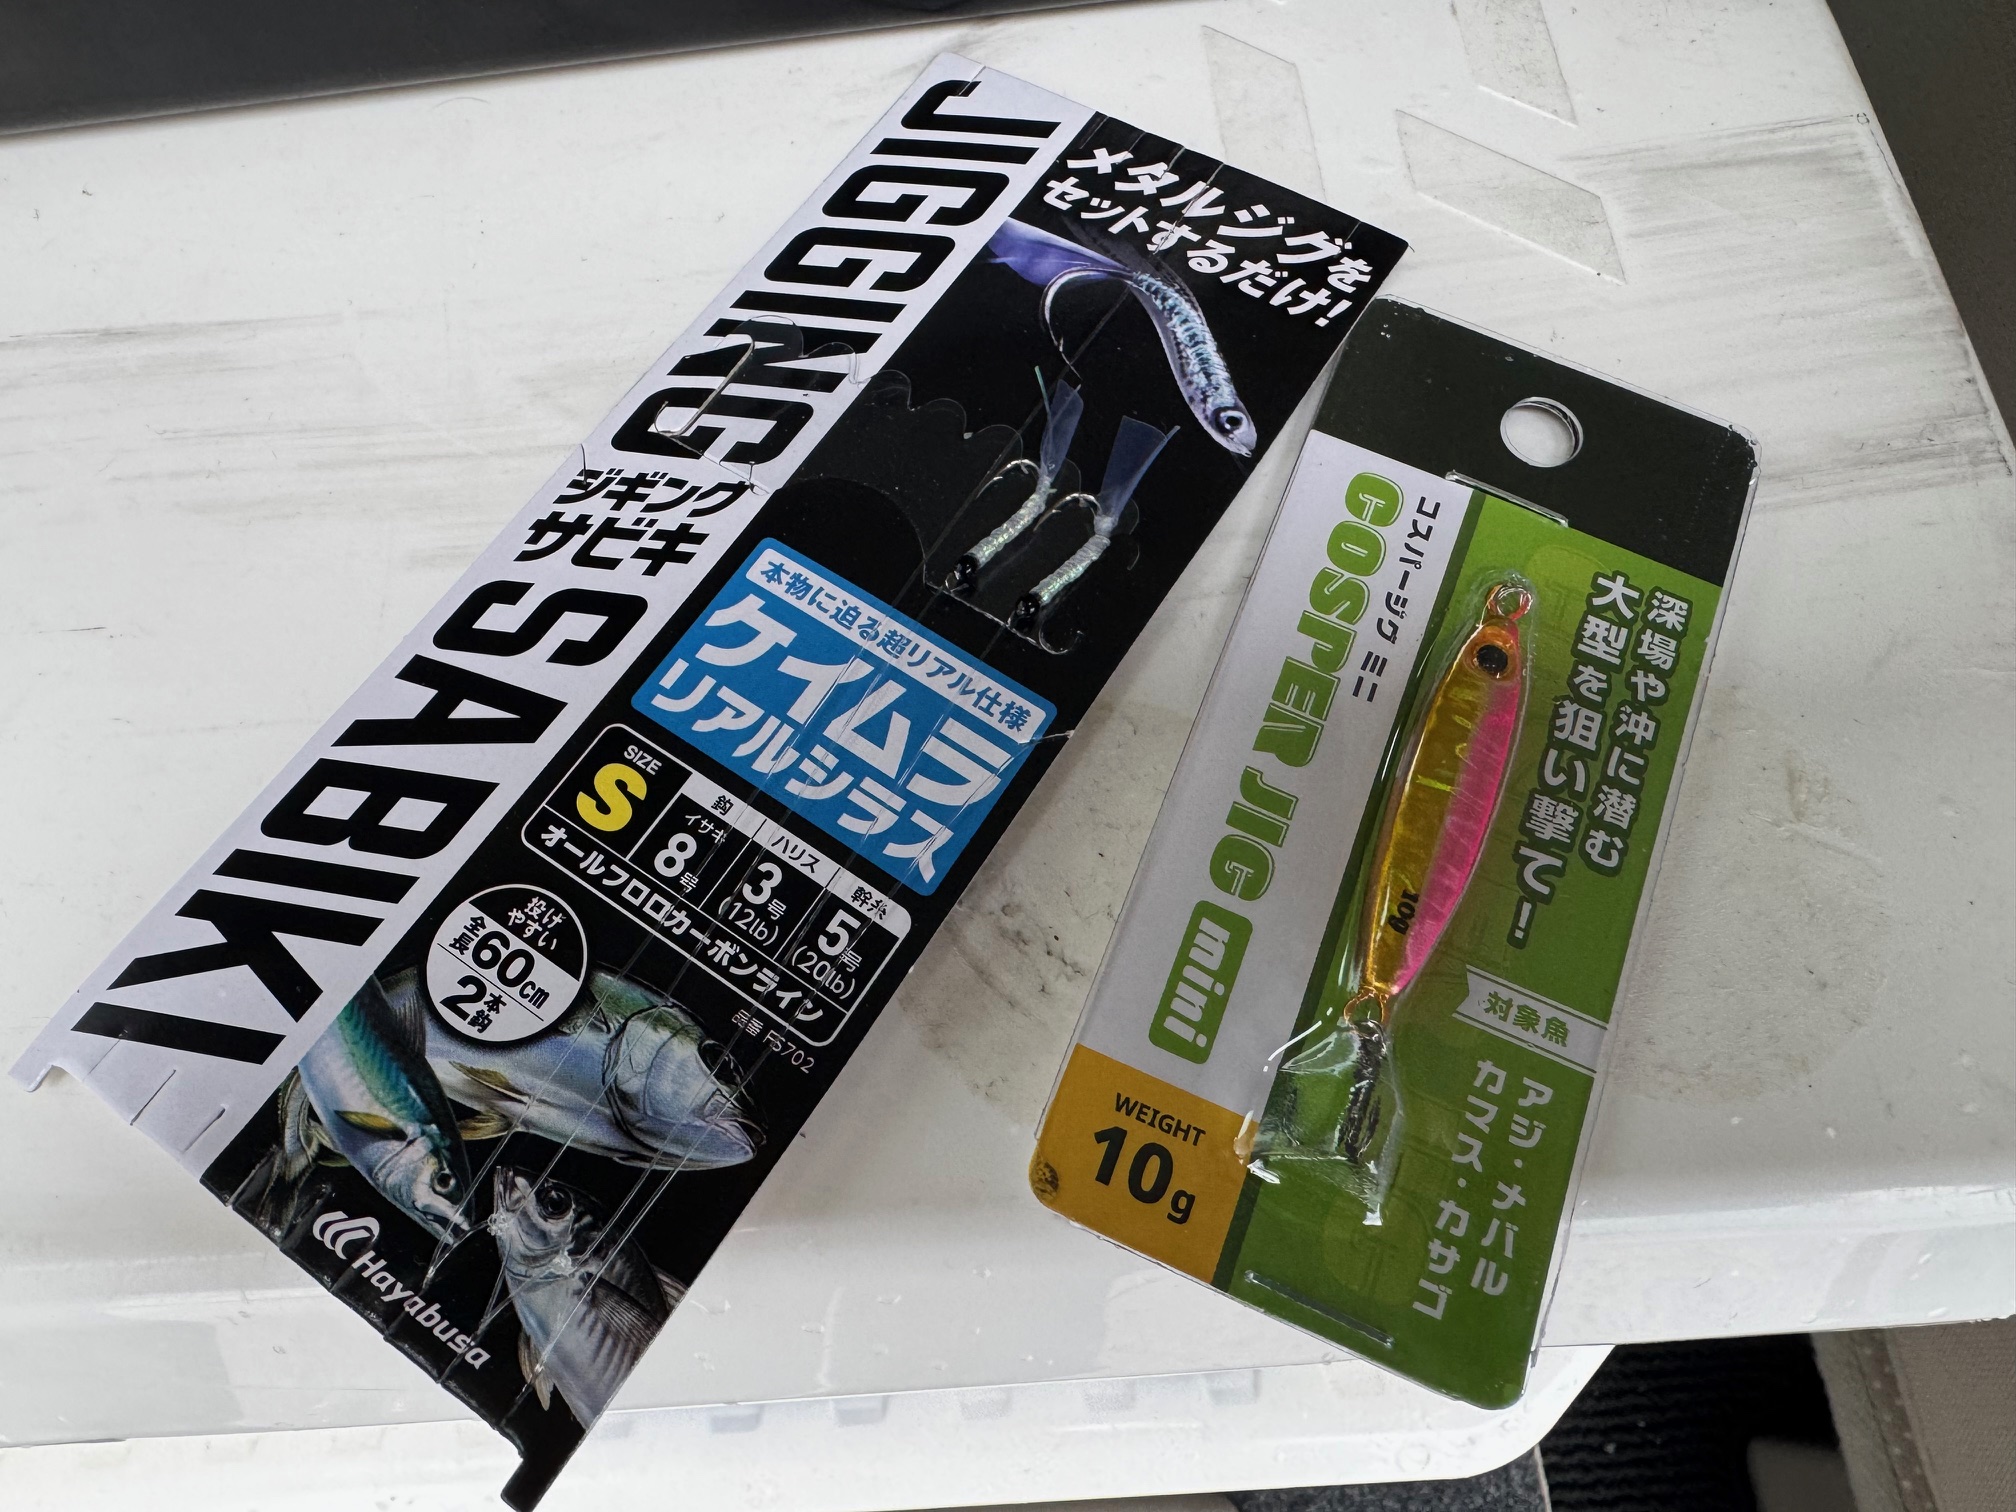 JIGGING
ジギング
サビキ
SABIKI
メタルジグを
セットするだけ!
本物に迫る超リアル仕様
ケイムラ
リアルシラス
SIZE
S
鈎
イサキ
8号
ハリス
3号
(12lb)
幹糸
5号
(20lb)
オールフロロカーボンライン
品番 FS702
投げ
やすい
全長60cm
2本鈎
Hayabusa
コスパージグ ミニ
COSPER JIG mini
深場や沖に潜む
大型を狙い撃て!
10g
対象魚
アジ・メバル
カマス・カサゴ
WEIGHT
10g